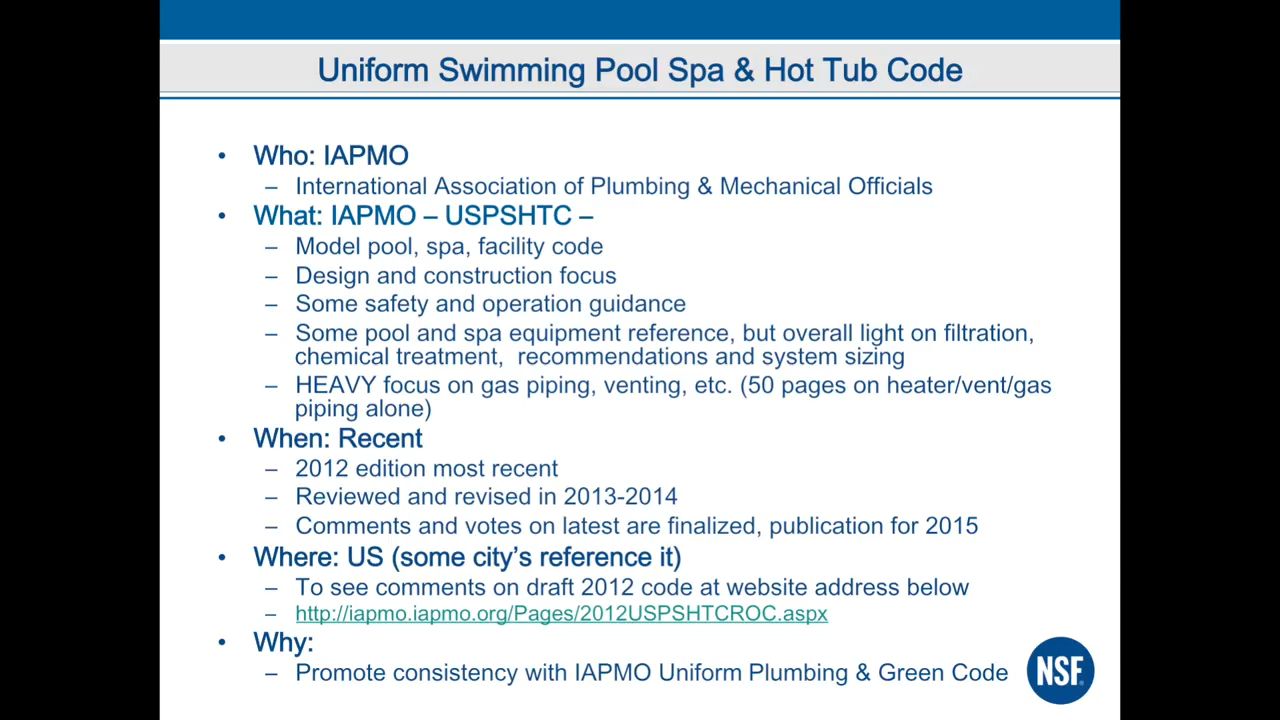 Uniform Swimming Pool Spa & Hot Tub Code
• Who: IAPMO
– International Association of Plumbing & Mechanical Officials
• What: IAPMO – USPSHTC –
– Model pool, spa, facility code
– Design and construction focus
– Some safety and operation guidance
– Some pool and spa equipment reference, but overall light on filtration,
chemical treatment,  recommendations and system sizing
– HEAVY focus on gas piping, venting, etc. (50 pages on heater/vent/gas
piping alone)
• When: Recent
– 2012 edition most recent
– Reviewed and revised in 2013-2014
– Comments and votes on latest are finalized, publication for 2015
• Where: US (some city's reference it)
– To see comments on draft 2012 code at website address below
– http://iapmo.iapmo.org/Pages/2012USPSHTCROC.aspx
• Why:
– Promote consistency with IAPMO Uniform Plumbing & Green Code
NSF®